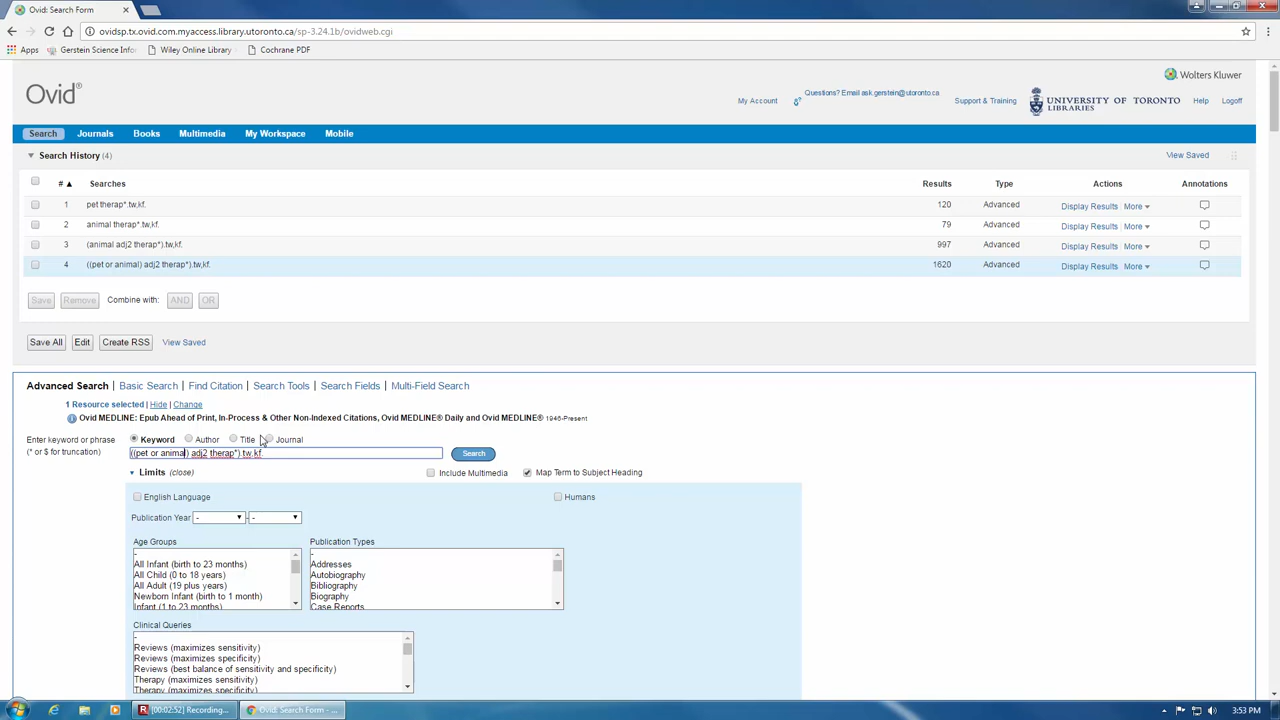 Ovid: Search Form
ovidsp.tx.ovid.com.myaccess.library.utoronto.ca/sp-3.24.1b/ovidweb.cgi
Apps Gerstein Science Info Wiley Online Library Cochrane PDF
Wolters Kluwer
Ovid®
My Account Questions? Email ask.gerstein@utoronto.ca Support & Training UNIVERSITY OF TORONTO LIBRARIES Help Logoff
Search Journals Books Multimedia My Workspace Mobile
Search History (4) View Saved
# ▲ Searches Results Type Actions Annotations
1 pet therap*.tw,kf. 120 Advanced Display Results More
2 animal therap*.tw,kf. 79 Advanced Display Results More
3 (animal adj2 therap*).tw,kf. 997 Advanced Display Results More
4 ((pet or animal) adj2 therap*).tw,kf. 1620 Advanced Display Results More
Save Remove Combine with: AND OR
Save All Edit Create RSS View Saved
Advanced Search | Basic Search | Find Citation | Search Tools | Search Fields | Multi-Field Search
1 Resource selected | Hide | Change
Ovid MEDLINE: Epub Ahead of Print, In-Process & Other Non-Indexed Citations, Ovid MEDLINE® Daily and Ovid MEDLINE® 1946-Present
Enter keyword or phrase
(* or $ for truncation)
Keyword Author Title Journal
((pet or animal) adj2 therap*).tw,kf. Search
Limits (close) Include Multimedia Map Term to Subject Heading
English Language Humans
Publication Year - - -
Age Groups
-
All Infant (birth to 23 months)
All Child (0 to 18 years)
All Adult (19 plus years)
Newborn Infant (birth to 1 month)
Infant (1 to 23 months)
Publication Types
-
Addresses
Autobiography
Bibliography
Biography
Case Reports
Clinical Queries
-
Reviews (maximizes sensitivity)
Reviews (maximizes specificity)
Reviews (best balance of sensitivity and specificity)
Therapy (maximizes sensitivity)
Therapy (maximizes specificity)
[00:02:52] Recording... Ovid: Search Form - ... 3:53 PM